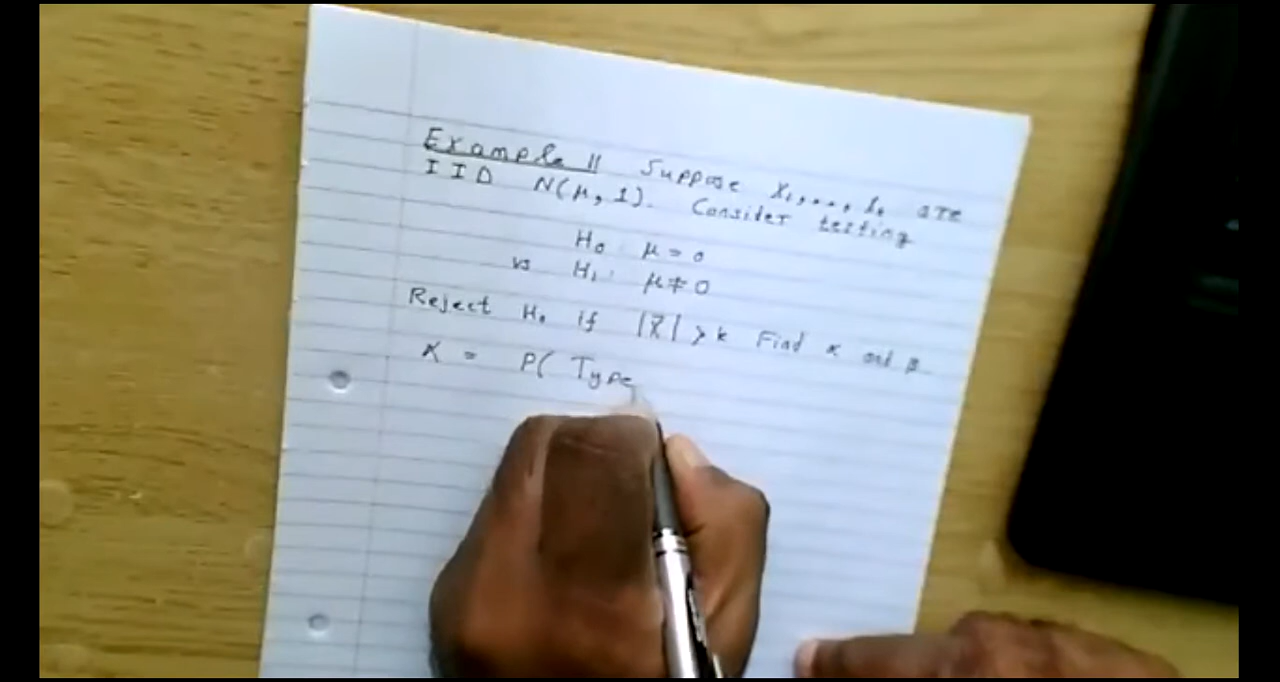 Example 11 Suppose X₁, ..., Xₙ are
IID N(μ, 1). Consider testing
H₀: μ = 0
vs H₁: μ ≠ 0
Reject H₀ if |X̄| > k Find α and β
α = P( Type